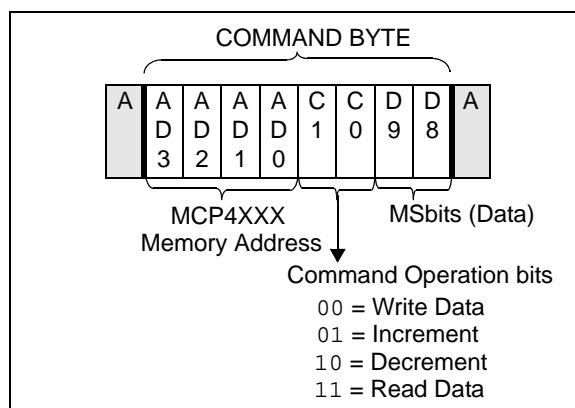 COMMAND BYTE
A A A A A C C D D A
D D D D 1 0 9 8
3 2 1 0
MCP4XXX
Memory Address
MSbits (Data)
Command Operation bits
00 = Write Data
01 = Increment
10 = Decrement
11 = Read Data